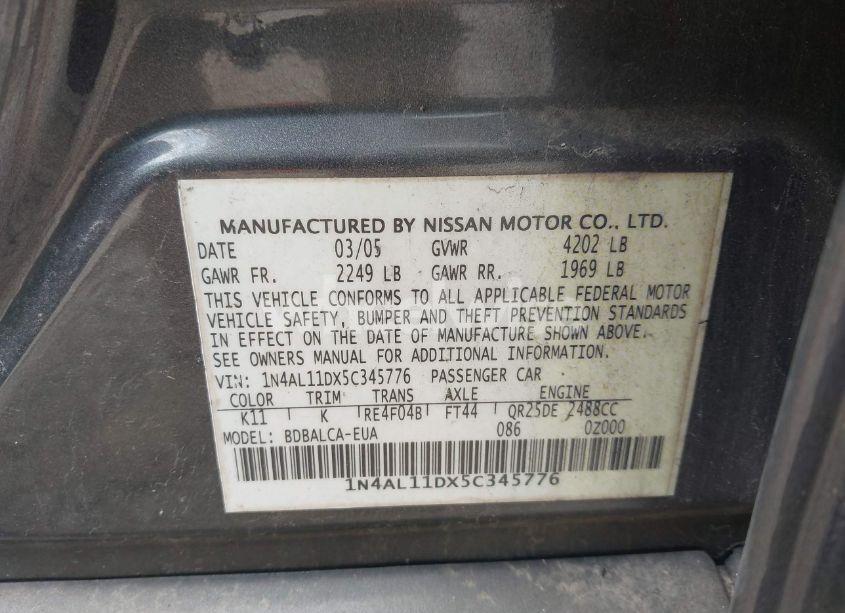 MANUFACTURED BY NISSAN MOTOR CO., LTD.
DATE 03/05 GVWR 4202 LB
GAWR FR. 2249 LB GAWR RR. 1969 LB
THIS VEHICLE CONFORMS TO ALL APPLICABLE FEDERAL MOTOR
VEHICLE SAFETY, BUMPER AND THEFT PREVENTION STANDARDS
IN EFFECT ON THE DATE OF MANUFACTURE SHOWN ABOVE.
SEE OWNERS MANUAL FOR ADDITIONAL INFORMATION.
VIN: 1N4AL11DX5C345776 PASSENGER CAR
COLOR TRIM TRANS AXLE ENGINE
K11 K RE4F04B FT44 QR25DE 2488CC
MODEL: BDBALCA-EUA 086 0Z000
1N4AL11DX5C345776